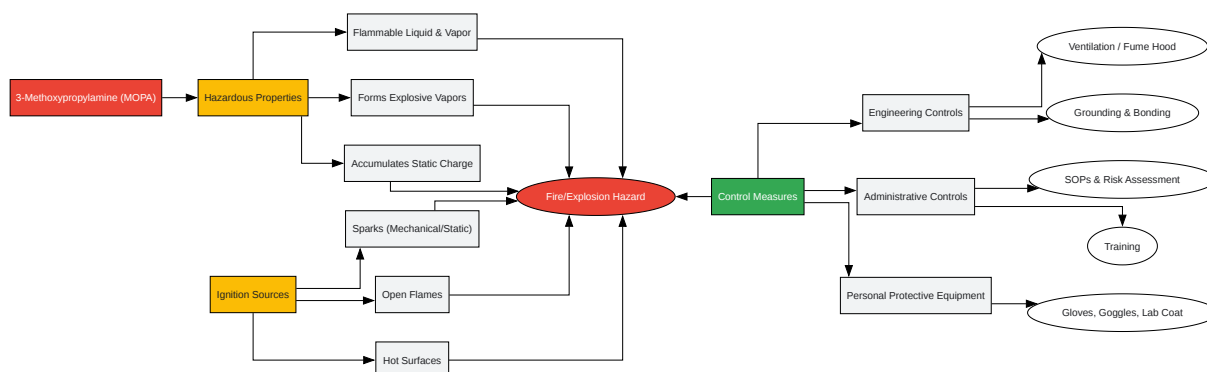 Flammable Liquid & Vapor
Ventilation / Fume Hood
3-Methoxypropylamine (MOPA)
Hazardous Properties
Forms Explosive Vapors
Engineering Controls
Grounding & Bonding
Accumulates Static Charge
SOPs & Risk Assessment
Fire/Explosion Hazard
Control Measures
Administrative Controls
Sparks (Mechanical/Static)
Training
Ignition Sources
Open Flames
Personal Protective Equipment
Gloves, Goggles, Lab Coat
Hot Surfaces